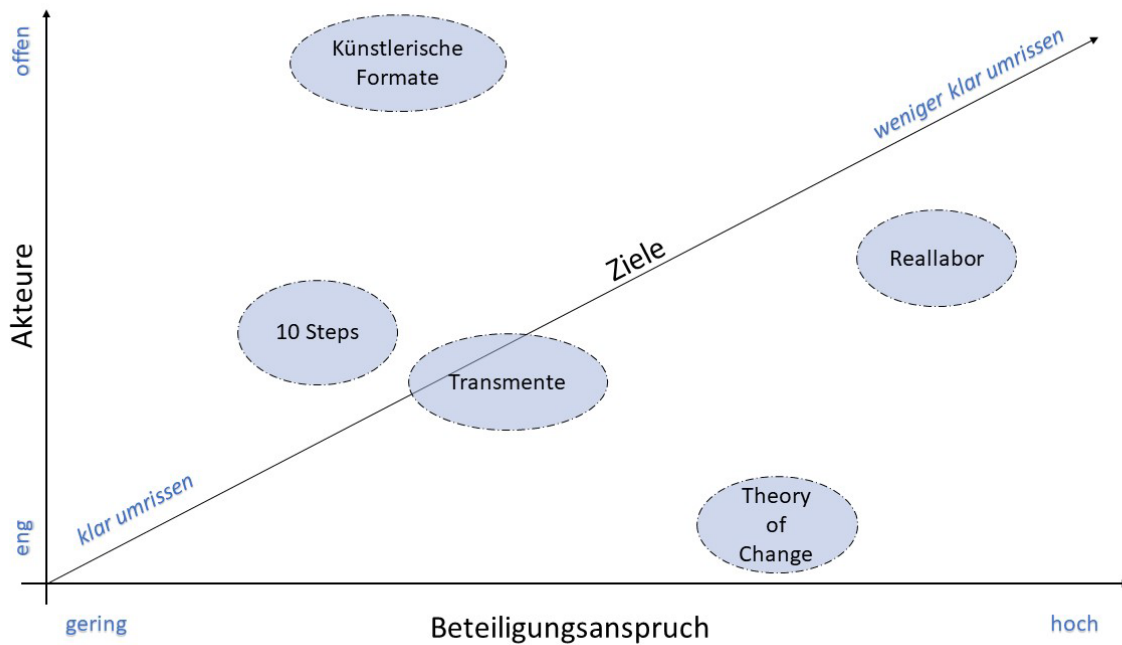 offen
Künstlerische
Formate
weniger klar umrissen
Ziele
Reallabor
Akteure
10 Steps
Transmente
klar umrissen
Theory
of
Change
eng
gering
Beteiligungsanspruch
hoch